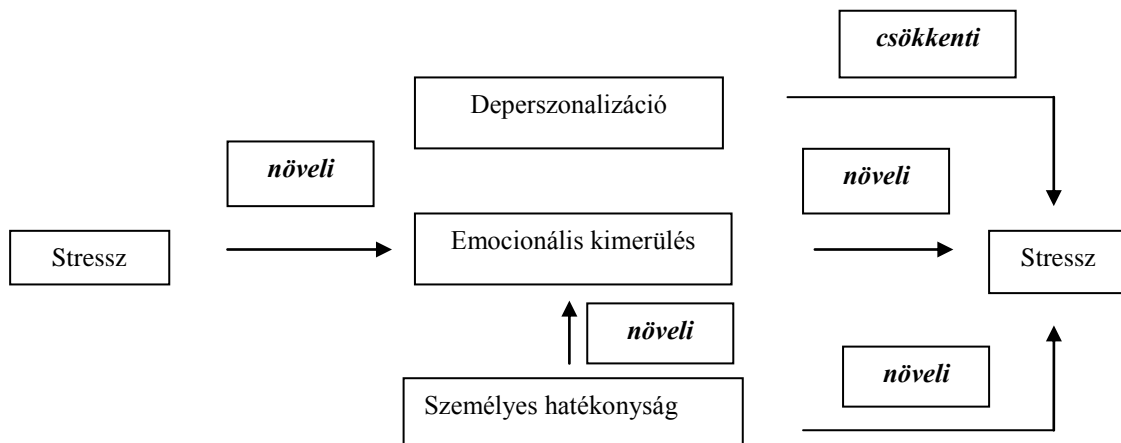 csökkenti
Deperszonalizáció
növeli
növeli
Stressz
Emocionális kimerülés
Stressz
növeli
növeli
Személyes hatékonyság